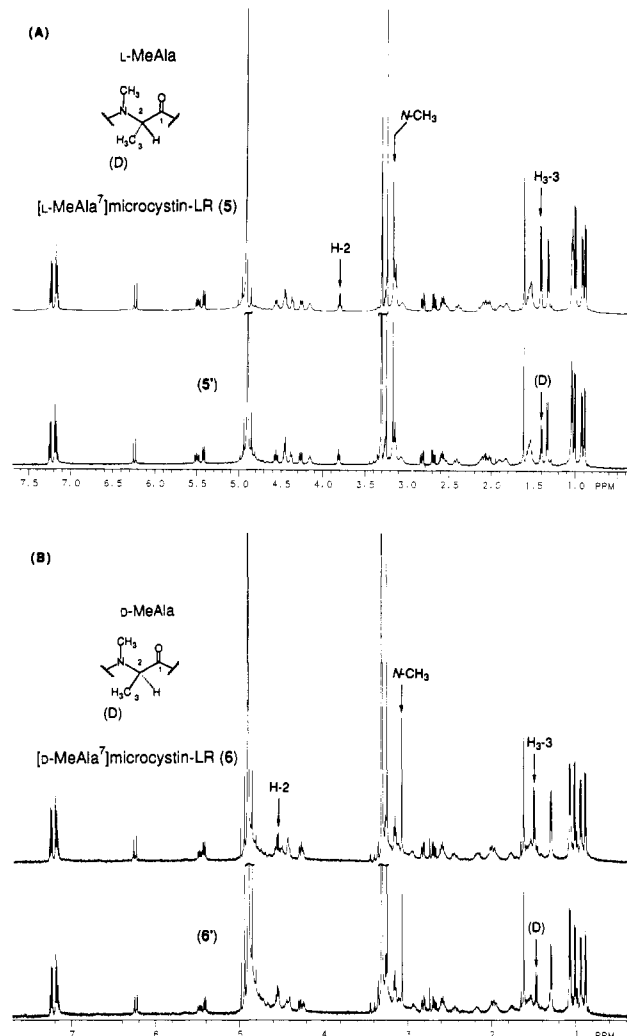 (A)
L-MeAla
CH₃
O
N
2
1
H₃C
3
H
(D)
[L-MeAla⁷]microcystin-LR (5)
H-2
N-CH₃
H₃-3
(5')
(D)
7.5 7.0 6.5 6.0 5.5 5.0 4.5 4.0 3.5 3.0 2.5 2.0 1.5 1.0 PPM
(B)
D-MeAla
CH₃
O
N
2
1
H₃C
3
H
(D)
[D-MeAla⁷]microcystin-LR (6)
H-2
N-CH₃
H₃-3
(6')
(D)
7 6 5 4 3 2 1 PPM